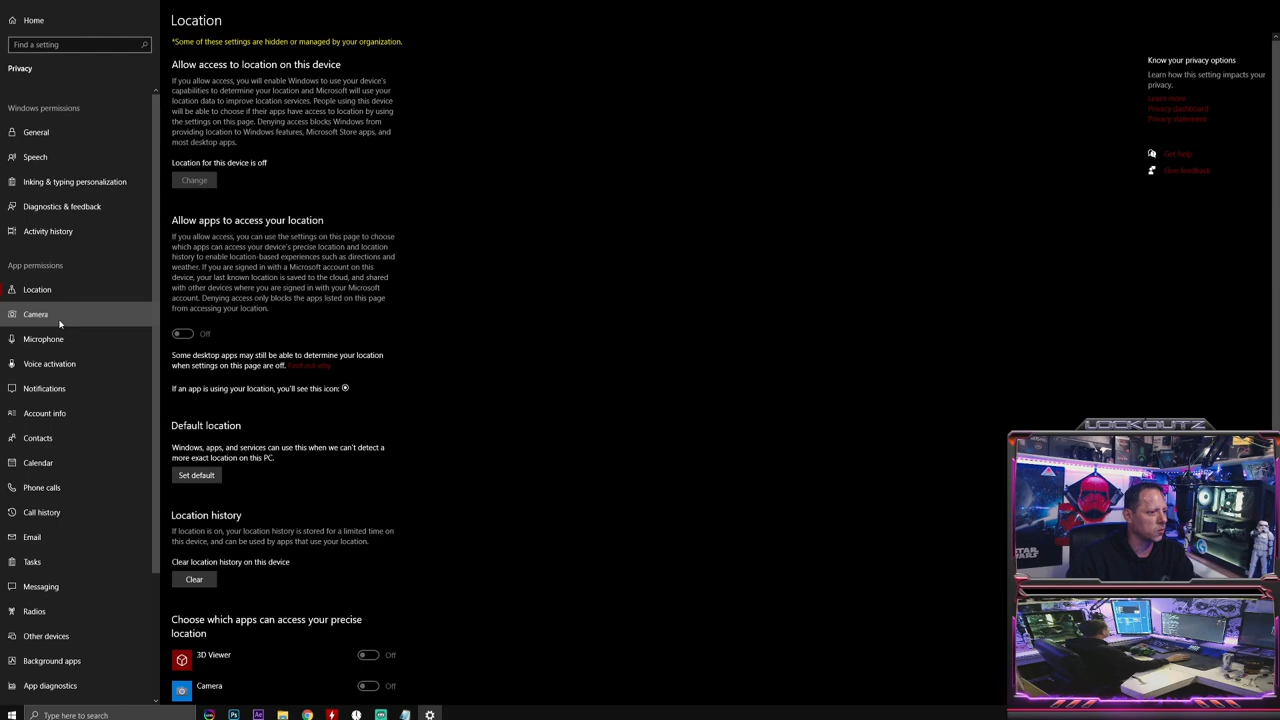 Home
Find a setting
Privacy
Windows permissions
General
Speech
Inking & typing personalization
Diagnostics & feedback
Activity history
App permissions
Location
Camera
Microphone
Voice activation
Notifications
Account info
Contacts
Calendar
Phone calls
Call history
Email
Tasks
Messaging
Radios
Other devices
Background apps
App diagnostics
Location
*Some of these settings are hidden or managed by your organization.
Allow access to location on this device
If you allow access, you will enable Windows to use your device's
capabilities to determine your location and Microsoft will use your
location data to improve location services. People using this device
will be able to choose if their apps have access to location by using
the settings on this page. Denying access blocks Windows from
providing location to Windows features, Microsoft Store apps, and
most desktop apps.
Location for this device is off
Change
Allow apps to access your location
If you allow access, you can use the settings on this page to choose
which apps can access your device's precise location and location
history to enable location-based experiences such as directions and
weather. If you are signed in with a Microsoft account on this
device, your last known location is saved to the cloud, and shared
with other devices where you are signed in with your Microsoft
account. Denying access only blocks the apps listed on this page
from accessing your location.
Off
Some desktop apps may still be able to determine your location
when settings on this page are off. Find out why
If an app is using your location, you'll see this icon:
Default location
Windows, apps, and services can use this when we can't detect a
more exact location on this PC.
Set default
Location history
If location is on, your location history is stored for a limited time on
this device, and can be used by apps that use your location.
Clear location history on this device
Clear
Choose which apps can access your precise
location
3D Viewer
Off
Camera
Off
Know your privacy options
Learn how this setting impacts your
privacy.
Learn more
Privacy dashboard
Privacy statement
Get help
Give feedback
LOCKOUTZ
STAR
WARS
Type here to search
Ps
Ae